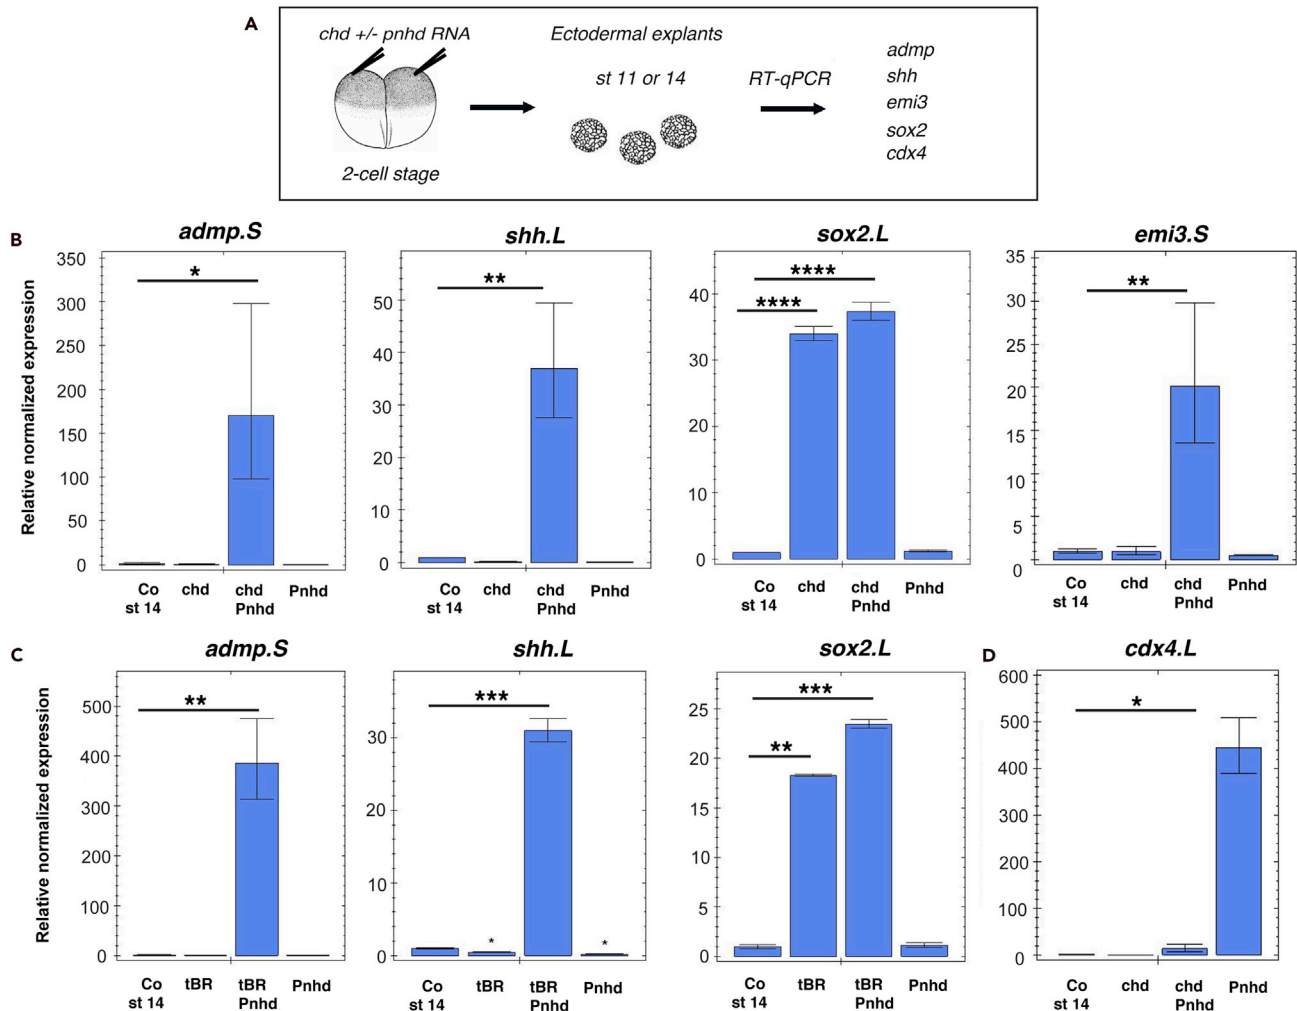 A
chd +/- pnhd RNA
2-cell stage
Ectodermal explants
st 11 or 14
RT-qPCR
admp
shh
emi3
sox2
cdx4
B
Relative normalized expression
admp.S
350
300
250
200
150
100
50
0
*
Co
st 14
chd
chd
Pnhd
Pnhd
shh.L
50
40
30
20
10
0
**
Co
st 14
chd
chd
Pnhd
Pnhd
sox2.L
40
30
20
10
0
****
****
Co
st 14
chd
chd
Pnhd
Pnhd
emi3.S
35
30
25
20
15
10
5
0
**
Co
st 14
chd
chd
Pnhd
Pnhd
C
Relative normalized expression
admp.S
500
400
300
200
100
0
**
Co
st 14
tBR
tBR
Pnhd
Pnhd
shh.L
30
20
10
0
***
*
*
Co
st 14
tBR
tBR
Pnhd
Pnhd
sox2.L
25
20
15
10
5
0
***
**
Co
st 14
tBR
tBR
Pnhd
Pnhd
D
cdx4.L
600
500
400
300
200
100
0
*
Co
st 14
chd
chd
Pnhd
Pnhd